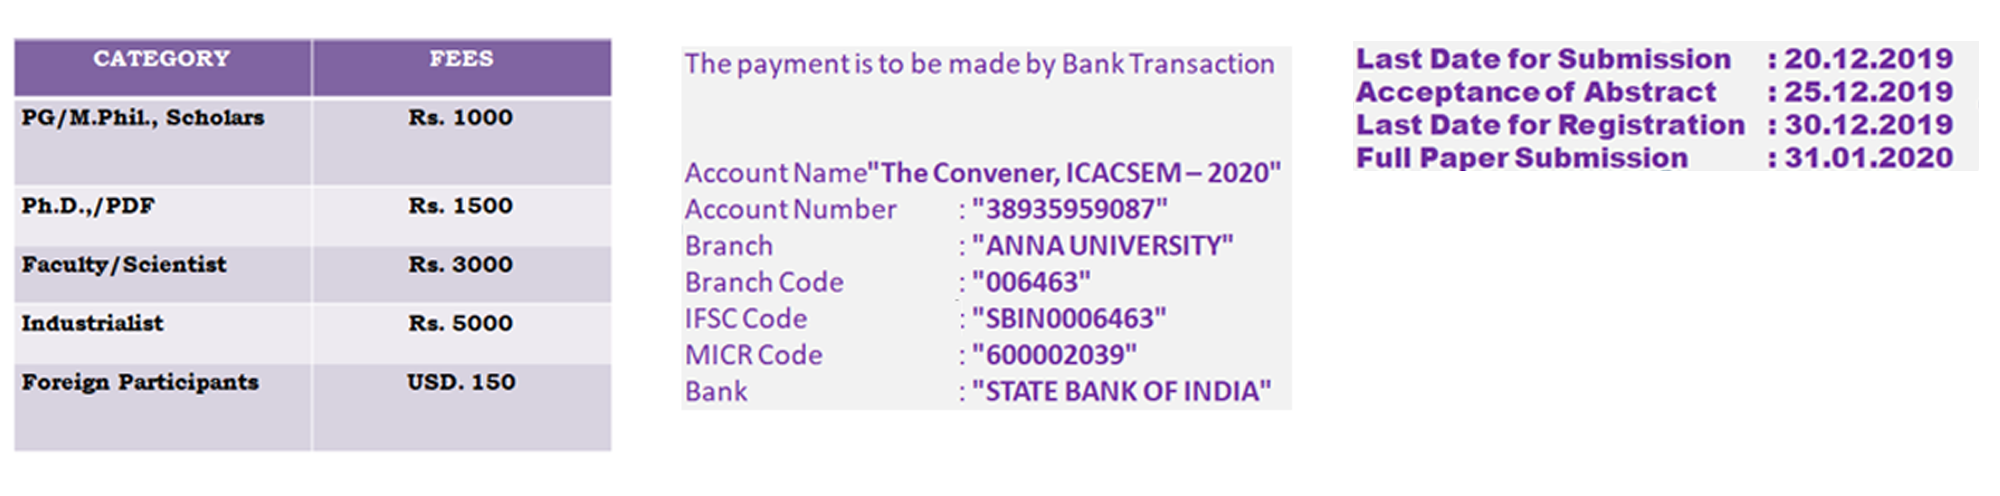 CATEGORY FEES
PG/M.Phil., Scholars Rs. 1000
Ph.D.,/PDF Rs. 1500
Faculty/Scientist Rs. 3000
Industrialist Rs. 5000
Foreign Participants USD. 150
The payment is to be made by Bank Transaction
Account Name"The Convener, ICACSEM – 2020"
Account Number : "38935959087"
Branch : "ANNA UNIVERSITY"
Branch Code : "006463"
IFSC Code : "SBIN0006463"
MICR Code : "600002039"
Bank : "STATE BANK OF INDIA"
Last Date for Submission : 20.12.2019
Acceptance of Abstract : 25.12.2019
Last Date for Registration : 30.12.2019
Full Paper Submission : 31.01.2020